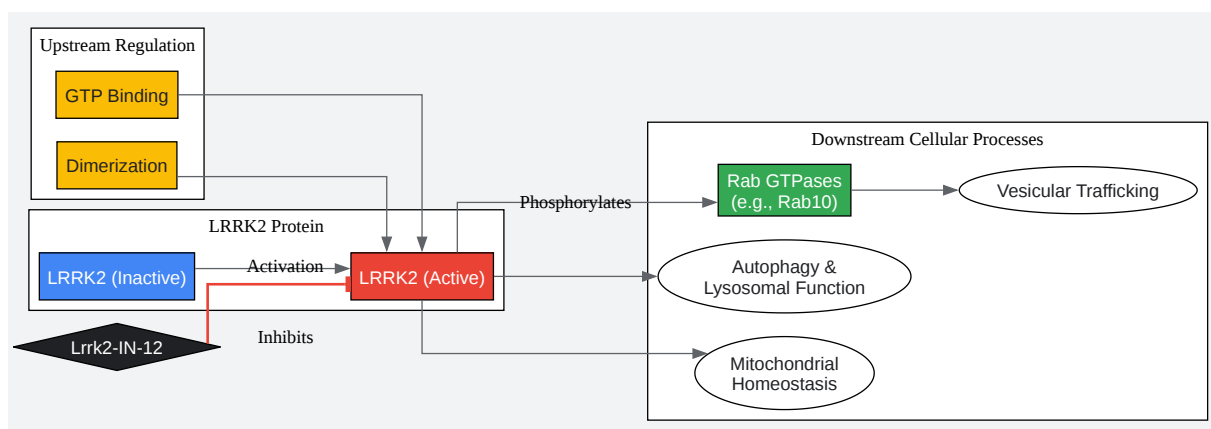 Upstream Regulation
GTP Binding
Dimerization
LRRK2 Protein
LRRK2 (Inactive)
Activation
LRRK2 (Active)
Lrrk2-IN-12
Inhibits
Phosphorylates
Downstream Cellular Processes
Rab GTPases
(e.g., Rab10)
Vesicular Trafficking
Autophagy &
Lysosomal Function
Mitochondrial
Homeostasis